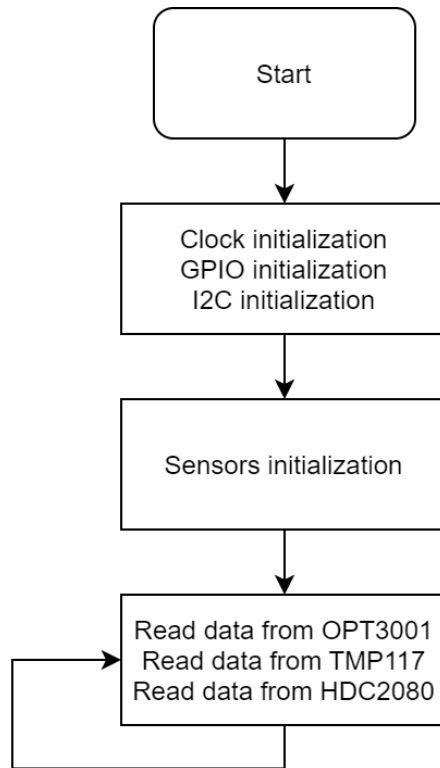 Start
Clock initialization
GPIO initialization
I2C initialization
Sensors initialization
Read data from OPT3001
Read data from TMP117
Read data from HDC2080